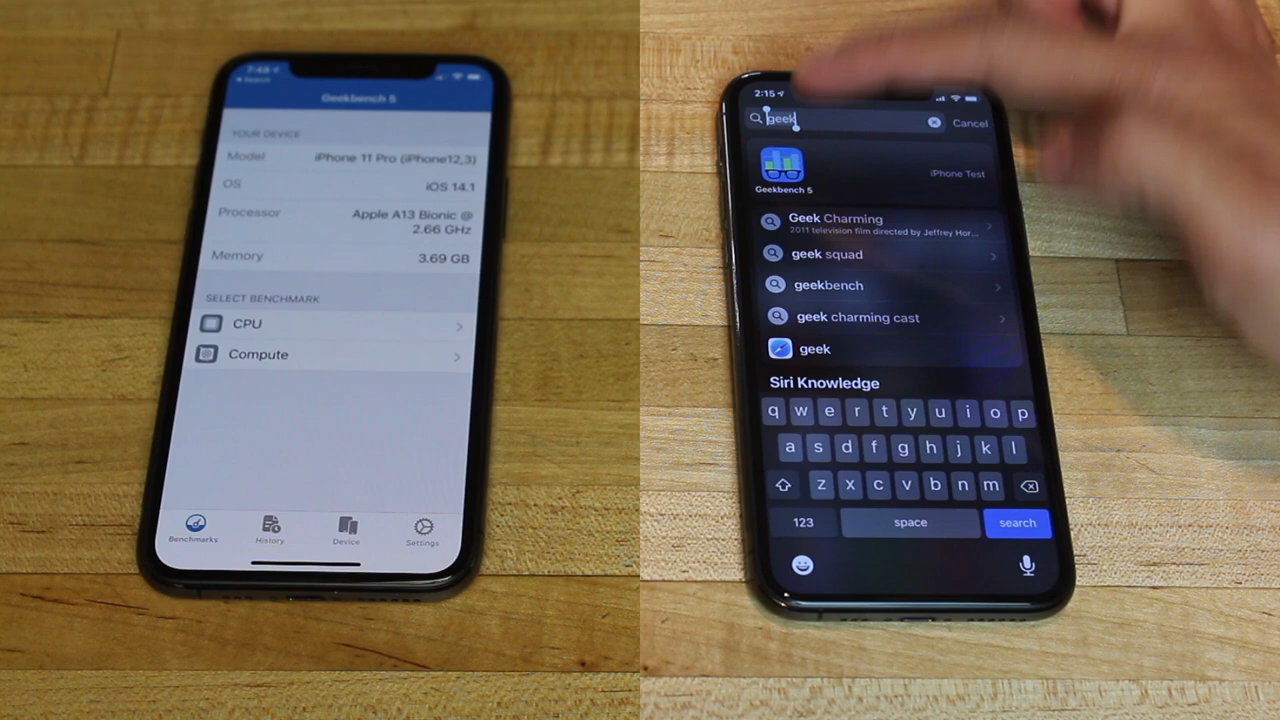 7:48
Search
Geekbench 5
YOUR DEVICE
Model iPhone 11 Pro (iPhone12,3)
OS iOS 14.1
Processor Apple A13 Bionic @
2.66 GHz
Memory 3.69 GB
SELECT BENCHMARK
CPU
Compute
Benchmarks History Device Settings
2:15
geek Cancel
iPhone Test
Geekbench 5
Geek Charming
2011 television film directed by Jeffrey Hor...
geek squad
geekbench
geek charming cast
geek
Siri Knowledge
q w e r t y u i o p
a s d f g h j k l
z x c v b n m
123 space search